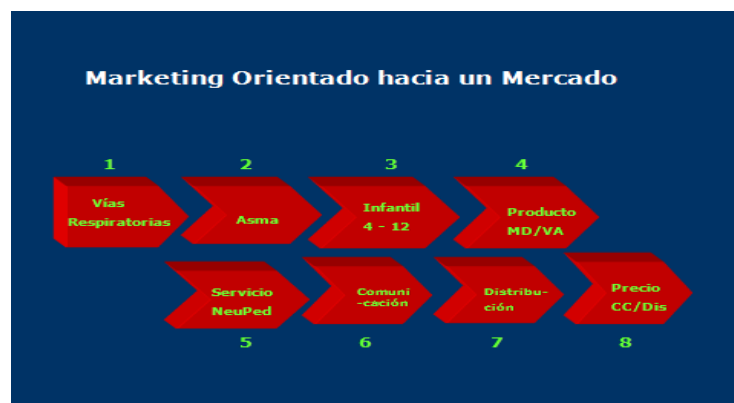 Marketing Orientado hacia un Mercado
1
2
3
4
Vías
Respiratorias
Asma
Infantil
4 - 12
Producto
MD/VA
Servicio
NeuPed
Comuni
-cación
Distribu-
ción
Precio
CC/Dis
5
6
7
8